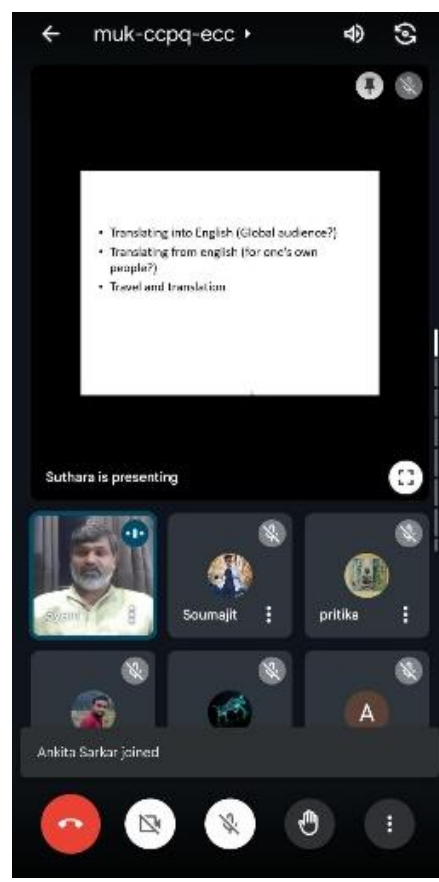 muk-ccpq-ecc
• Translating into English (Global audience?)
• Translating from english (for one's own
people?)
• Travel and translation
Suthara is presenting
Soumajit
pritika
A
Ankita Sarkar joined